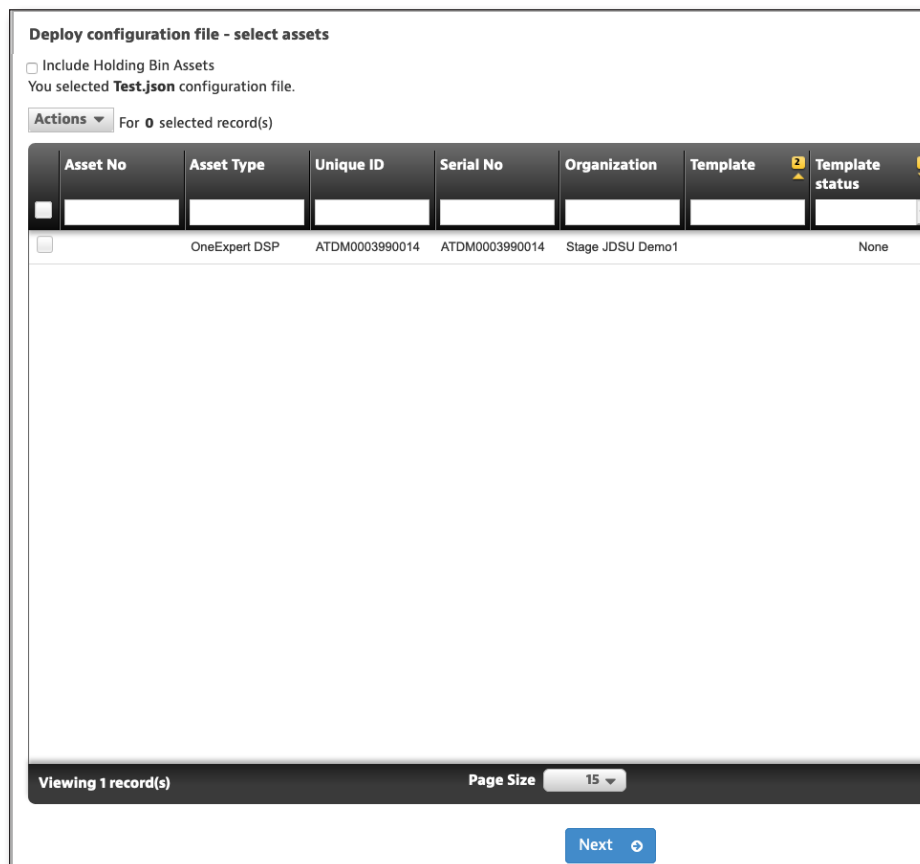 Deploy configuration file - select assets
Include Holding Bin Assets
You selected Test.json configuration file.
Actions For 0 selected record(s)
Asset No Asset Type Unique ID Serial No Organization Template 2 Template status
OneExpert DSP ATDM0003990014 ATDM0003990014 Stage JDSU Demo1 None
Viewing 1 record(s) Page Size 15
Next